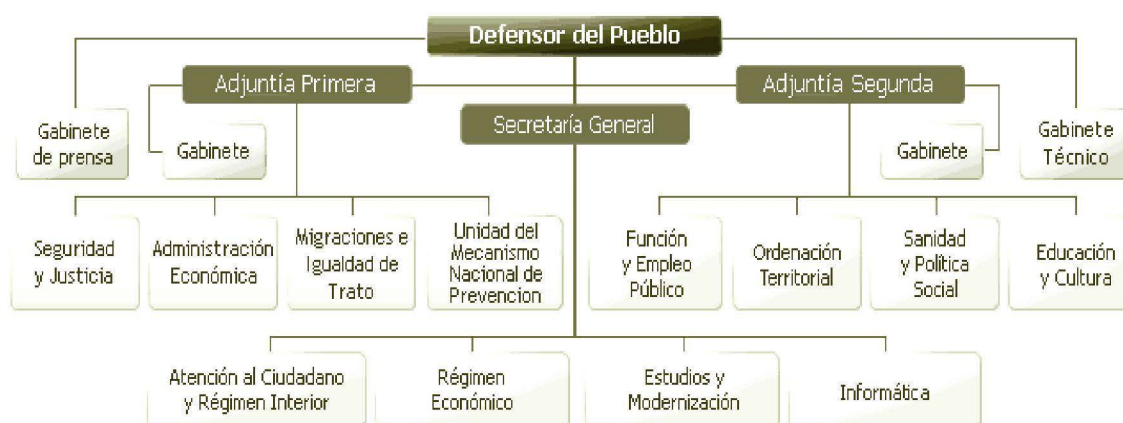 Defensor del Pueblo
Adjuntía Primera
Adjuntía Segunda
Secretaría General
Gabinete
de prensa
Gabinete
Gabinete
Gabinete
Técnico
Seguridad
y Justicia
Administración
Económica
Migraciones e
Igualdad de
Trato
Unidad del
Mecanismo
Nacional de
Prevencion
Función
y Empleo
Público
Ordenación
Territorial
Sanidad
y Política
Social
Educación
y Cultura
Atención al Ciudadano
y Régimen Interior
Régimen
Económico
Estudios y
Modernización
Informática